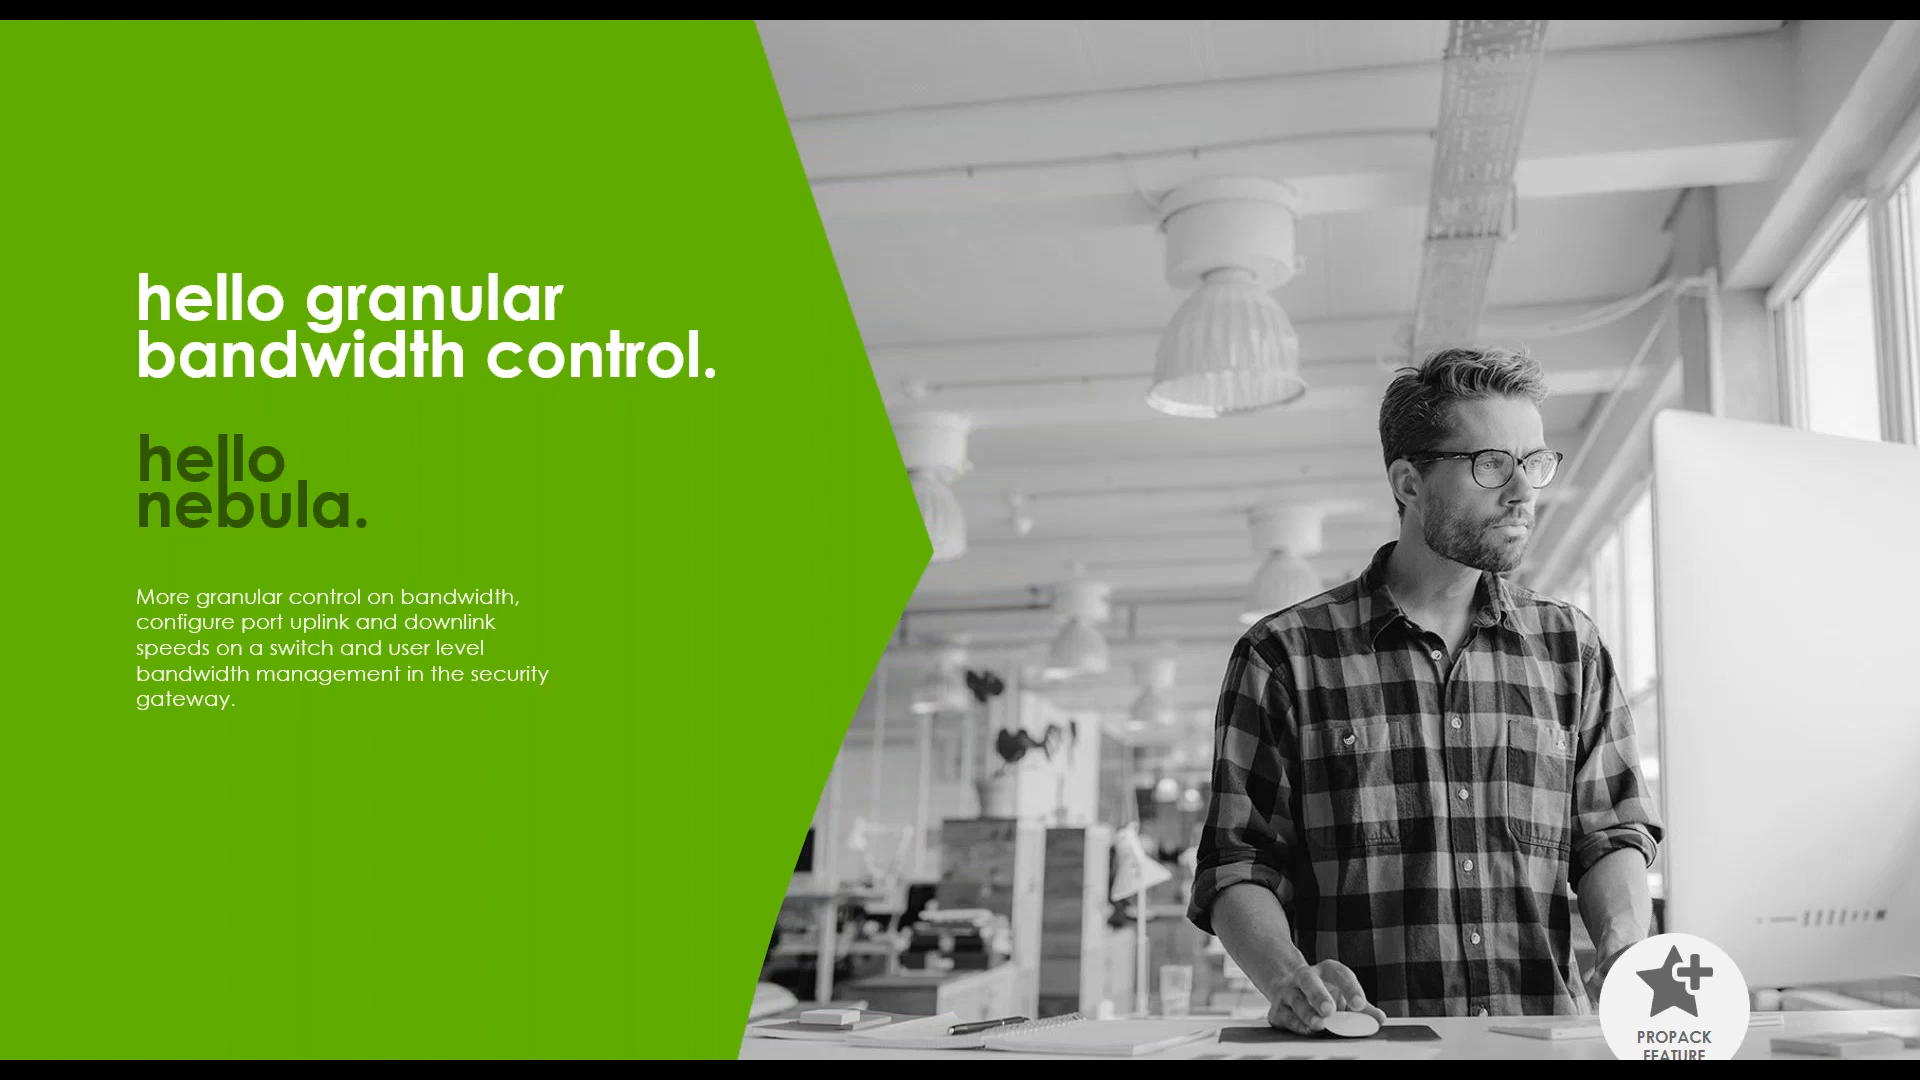 hello granular
bandwidth control.
hello
nebula.
More granular control on bandwidth,
configure port uplink and downlink
speeds on a switch and user level
bandwidth management in the security
gateway.
PROPACK
FEATURE